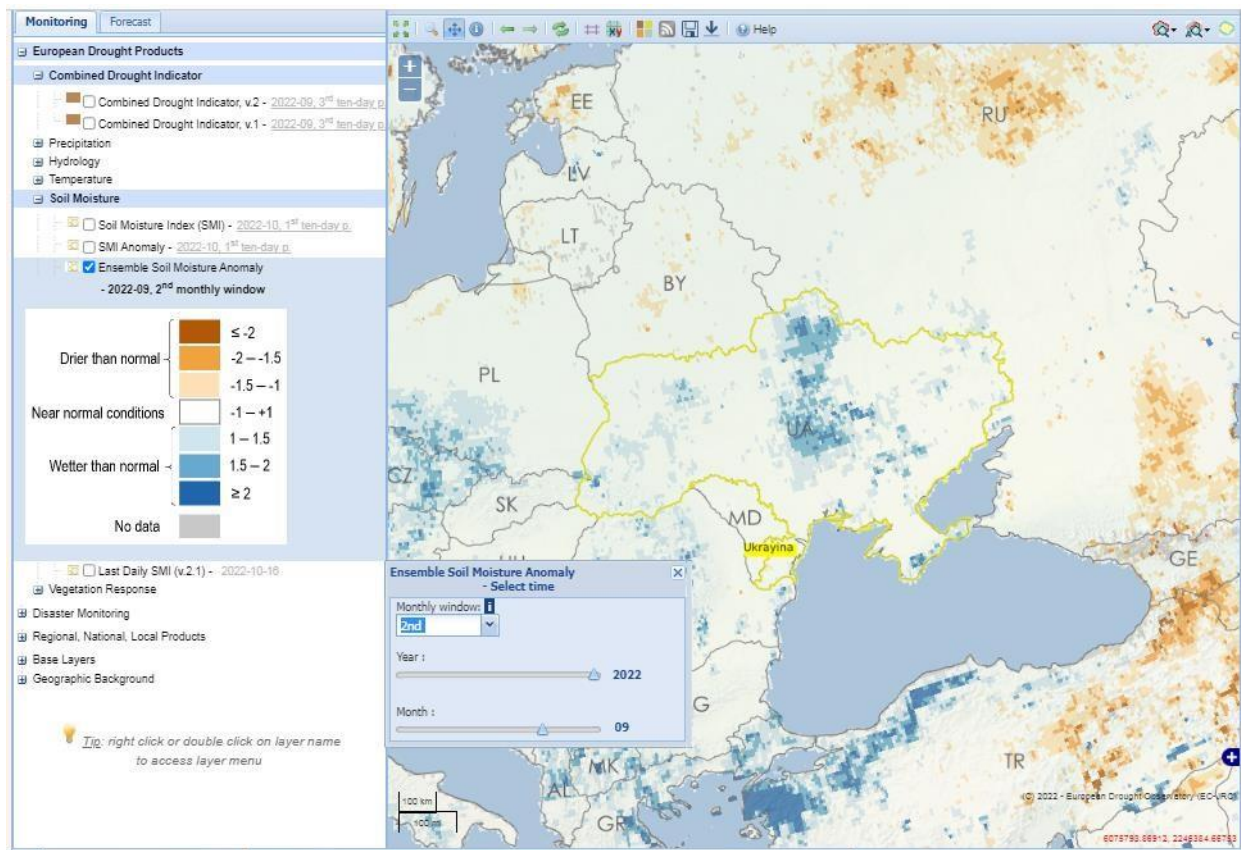 Monitoring
Forecast
European Drought Products
Combined Drought Indicator
Combined Drought Indicator, v.2 - 2022-09, 3rd ten-day p.
Combined Drought Indicator, v.1 - 2022-09, 3rd ten-day p.
Precipitation
Hydrology
Temperature
Soil Moisture
Soil Moisture Index (SMI) - 2022-10, 1st ten-day p.
SMI Anomaly - 2022-10, 1st ten-day p.
Ensemble Soil Moisture Anomaly
- 2022-09, 2nd monthly window
≤ -2
Drier than normal
-2 – -1.5
-1.5 – -1
Near normal conditions
-1 – +1
1 – 1.5
Wetter than normal
1.5 – 2
≥ 2
No data
Last Daily SMI (v.2.1) - 2022-10-16
Vegetation Response
Disaster Monitoring
Regional, National, Local Products
Base Layers
Geographic Background
Tip: right click or double click on layer name
to access layer menu
xy
Help
EE
RU
LV
LT
BY
PL
UA
CZ
SK
MD
Ukrayina
GE
Ensemble Soil Moisture Anomaly
- Select time
Monthly window: i
2nd
Year :
2022
Month :
09
G
TR
MK
AL
GR
100 km
100 mi
(C) 2022 - European Drought Observatory (EC-JRC)